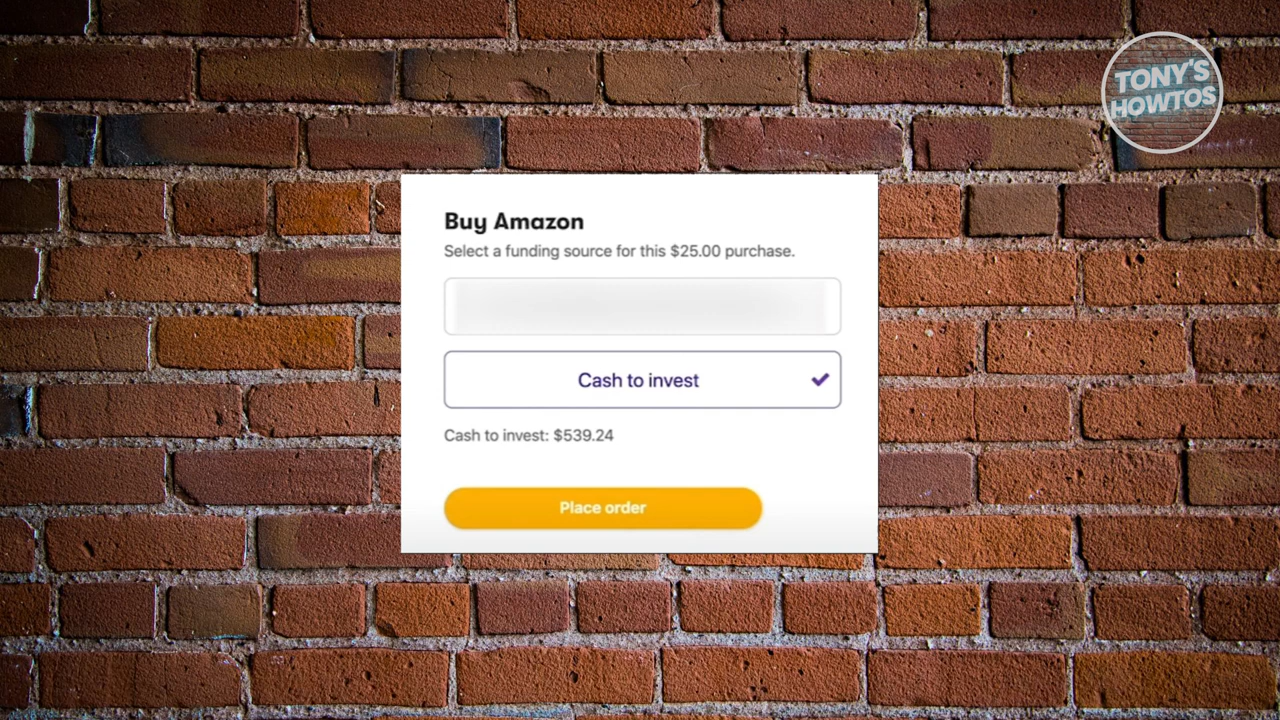 TONY'S
HOWTOS
Buy Amazon
Select a funding source for this $25.00 purchase.
Cash to invest
Cash to invest: $539.24
Place order